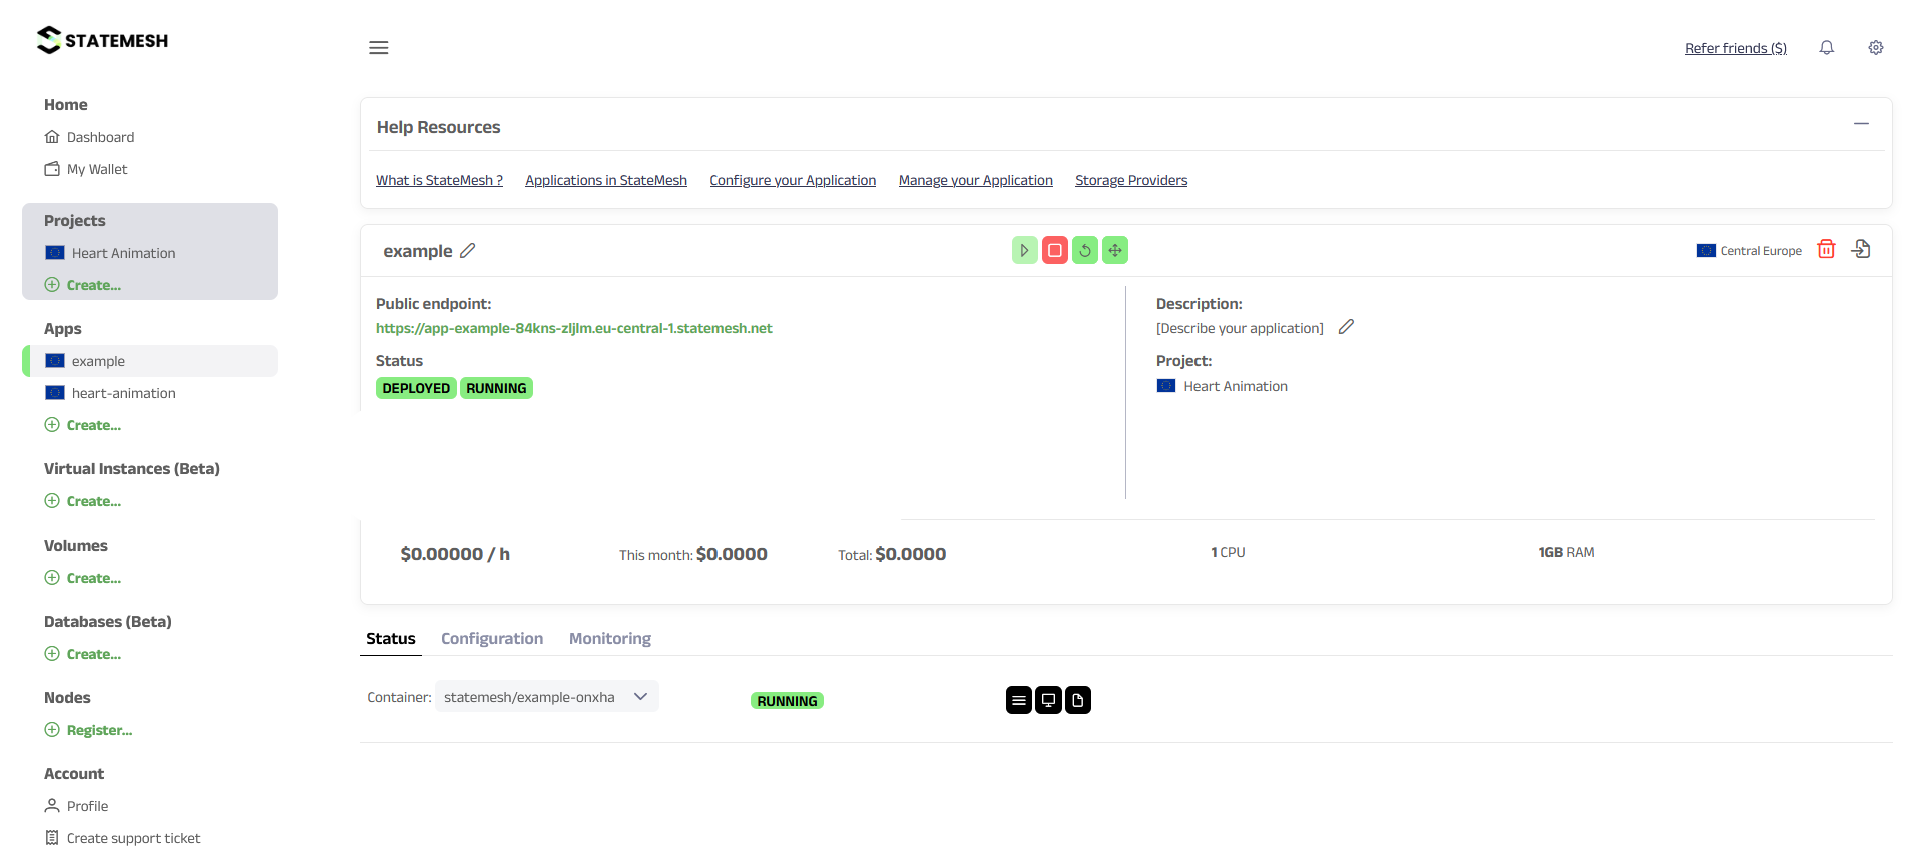 STATEMESH
Refer friends ($)
Home
Dashboard
My Wallet
Projects
Heart Animation
Create...
Apps
example
heart-animation
Create...
Virtual Instances (Beta)
Create...
Volumes
Create...
Databases (Beta)
Create...
Nodes
Register...
Account
Profile
Create support ticket
Help Resources
What is StateMesh ? Applications in StateMesh Configure your Application Manage your Application Storage Providers
example
Central Europe
Public endpoint:
https://app-example-84kns-zljlm.eu-central-1.statemesh.net
Status
DEPLOYED RUNNING
Description:
[Describe your application]
Project:
Heart Animation
$0.00000 / h This month: $0.0000 Total: $0.0000 1 CPU 1GB RAM
Status Configuration Monitoring
Container: statemesh/example-onxha RUNNING